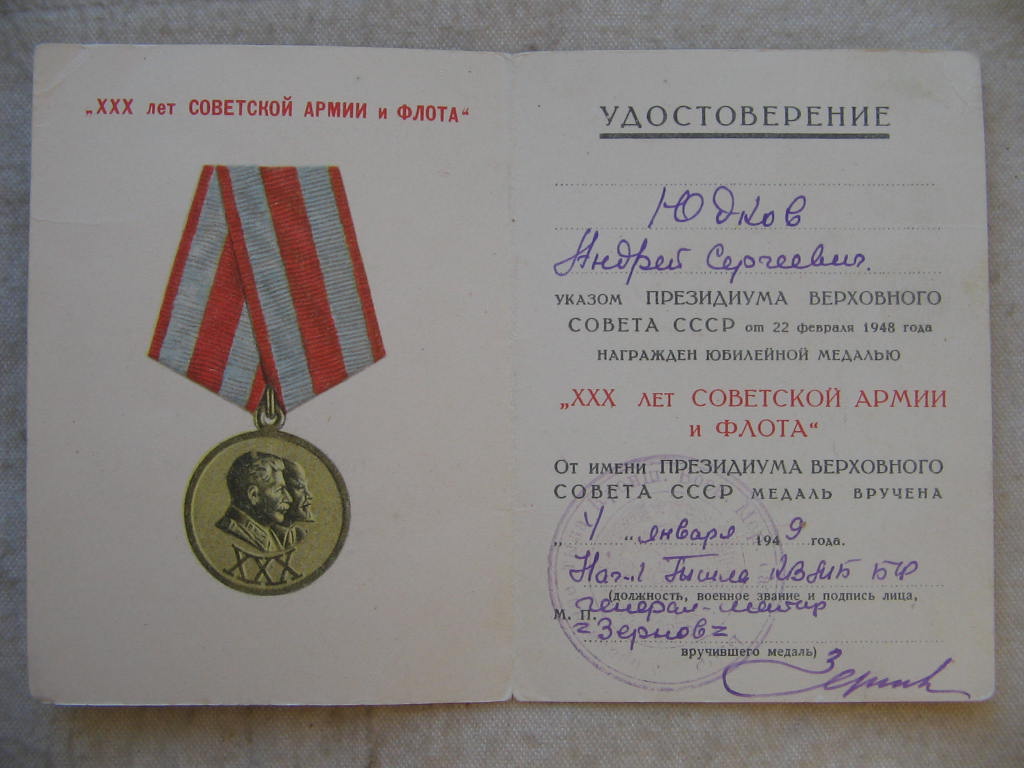 „XXX лет СОВЕТСКОЙ АРМИИ и ФЛОТА“
XXX
УДОСТОВЕРЕНИЕ
Юдков
Андрей Сергеевич
УКАЗОМ ПРЕЗИДИУМА ВЕРХОВНОГО
СОВЕТА СССР от 22 февраля 1948 года
НАГРАЖДЕН ЮБИЛЕЙНОЙ МЕДАЛЬЮ
„XXX лет СОВЕТСКОЙ АРМИИ
и ФЛОТА“
От имени ПРЕЗИДИУМА ВЕРХОВНОГО
СОВЕТА СССР МЕДАЛЬ ВРУЧЕНА
„4“ января 1949 года.
БФ
(должность, военное звание и подпись лица,
М. П. генерал-майор
=Зернов=
вручившего медаль)